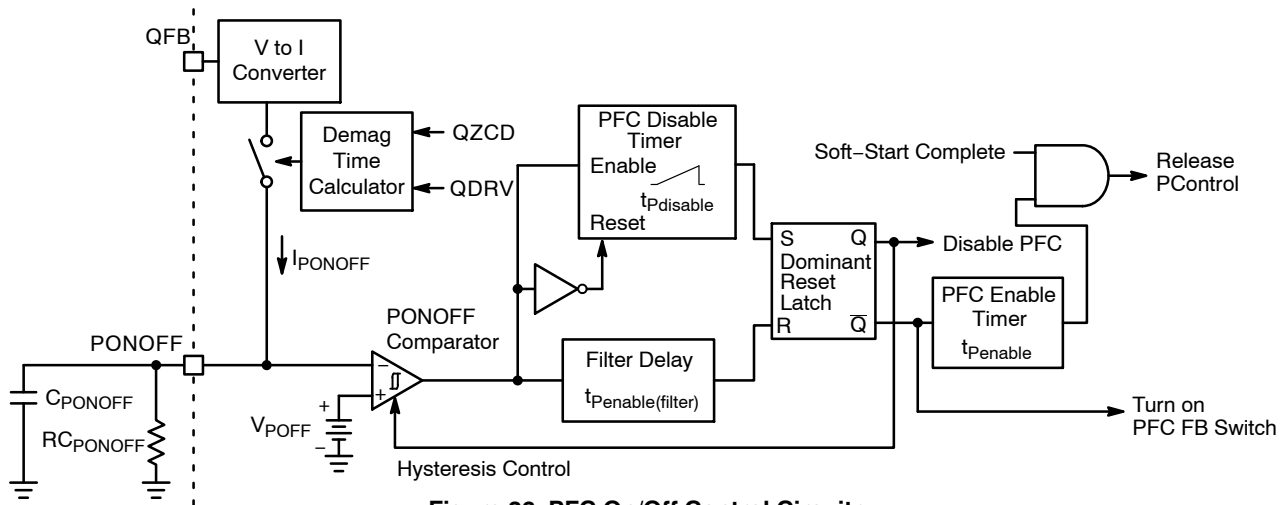 QFB
V to I
Converter
Demag
Time
Calculator
QZCD
QDRV
PFC Disable
Timer
Enable
tPdisable
Reset
Soft−Start Complete
Release
PControl
IPONOFF
S Q
Dominant
Reset
Latch
R Q
Disable PFC
PFC Enable
Timer
tPenable
PONOFF
PONOFF
Comparator
−
+
Filter Delay
tPenable(filter)
CPONOFF
RCPONOFF
+
VPOFF
−
Hysteresis Control
Turn on
PFC FB Switch